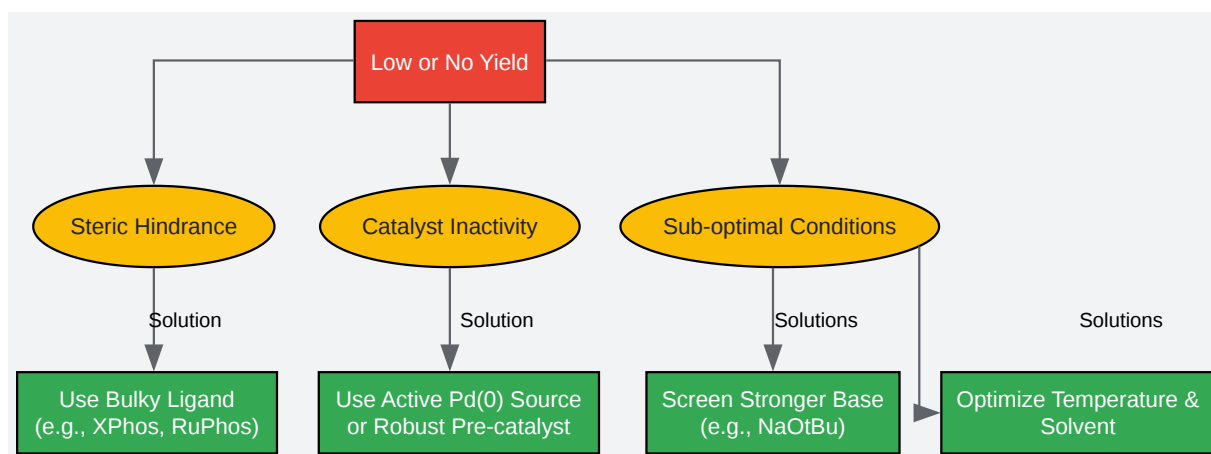 Low or No Yield
Steric Hindrance
Catalyst Inactivity
Sub-optimal Conditions
Solution
Solution
Solutions
Solutions
Use Bulky Ligand
(e.g., XPhos, RuPhos)
Use Active Pd(0) Source
or Robust Pre-catalyst
Screen Stronger Base
(e.g., NaOtBu)
Optimize Temperature &
Solvent